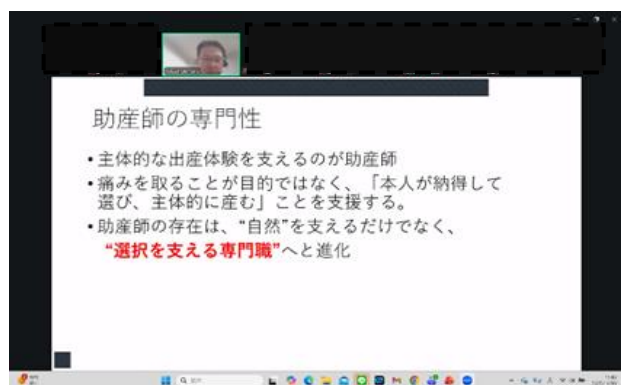 助産師の専門性
•主体的な出産体験を支えるのが助産師
•痛みを取ることが目的ではなく、「本人が納得して
選び、主体的に産む」ことを支援する。
•助産師の存在は、“自然”を支えるだけでなく、
“選択を支える専門職”へと進化